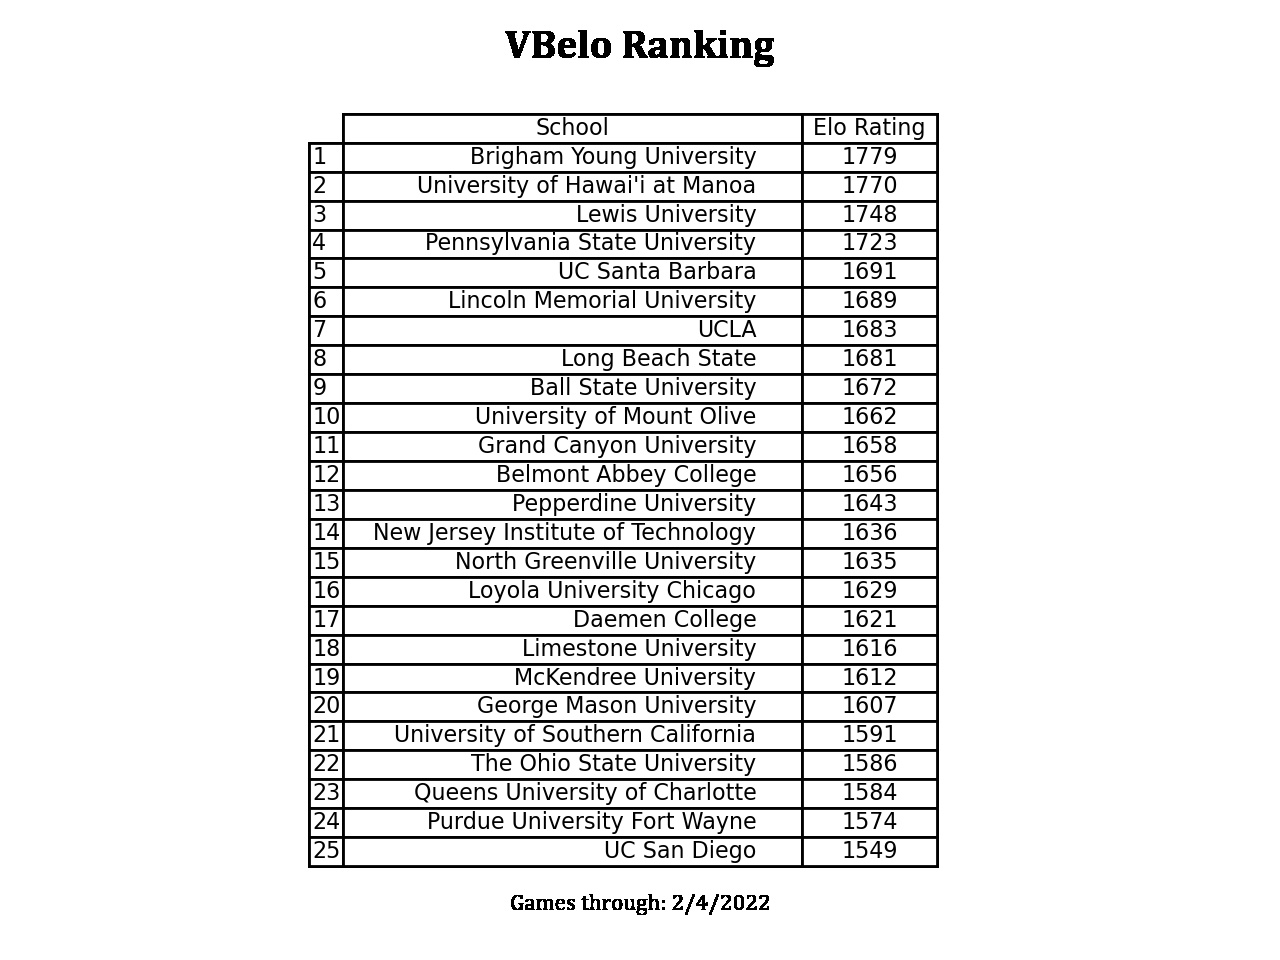 VBelo Ranking
School Elo Rating
1 Brigham Young University 1779
2 University of Hawai'i at Manoa 1770
3 Lewis University 1748
4 Pennsylvania State University 1723
5 UC Santa Barbara 1691
6 Lincoln Memorial University 1689
7 UCLA 1683
8 Long Beach State 1681
9 Ball State University 1672
10 University of Mount Olive 1662
11 Grand Canyon University 1658
12 Belmont Abbey College 1656
13 Pepperdine University 1643
14 New Jersey Institute of Technology 1636
15 North Greenville University 1635
16 Loyola University Chicago 1629
17 Daemen College 1621
18 Limestone University 1616
19 McKendree University 1612
20 George Mason University 1607
21 University of Southern California 1591
22 The Ohio State University 1586
23 Queens University of Charlotte 1584
24 Purdue University Fort Wayne 1574
25 UC San Diego 1549
Games through: 2/4/2022